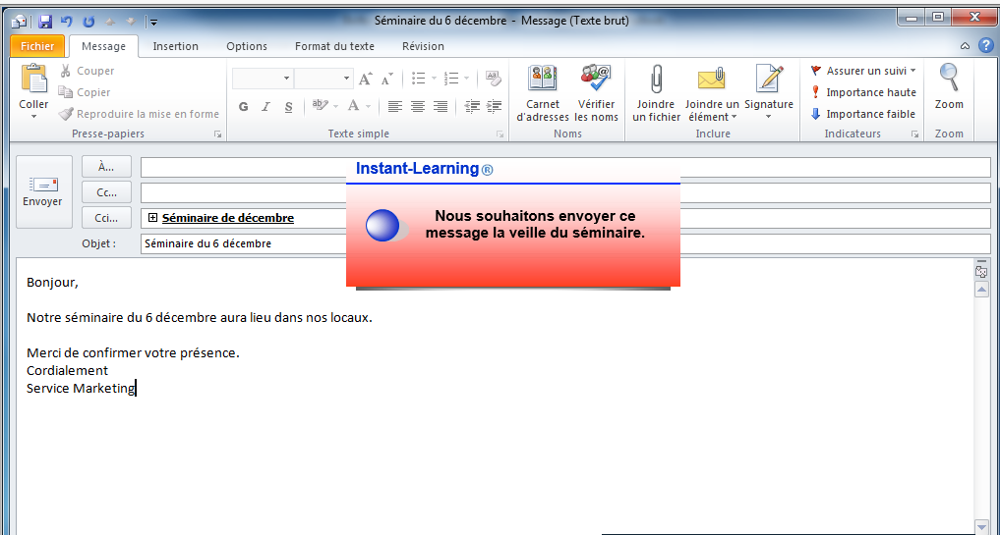 Séminaire du 6 décembre - Message (Texte brut)
Fichier Message Insertion Options Format du texte Révision
Coller
Couper
Copier
Reproduire la mise en forme
Presse-papiers
G I S
Texte simple
Carnet d'adresses
Vérifier les noms
Noms
Joindre un fichier
Joindre un élément
Signature
Inclure
Assurer un suivi
Importance haute
Importance faible
Indicateurs
Zoom
Zoom
Envoyer
À...
Cc...
Cci... Séminaire de décembre
Objet : Séminaire du 6 décembre
Instant-Learning®
Nous souhaitons envoyer ce
message la veille du séminaire.
Bonjour,
Notre séminaire du 6 décembre aura lieu dans nos locaux.
Merci de confirmer votre présence.
Cordialement
Service Marketing